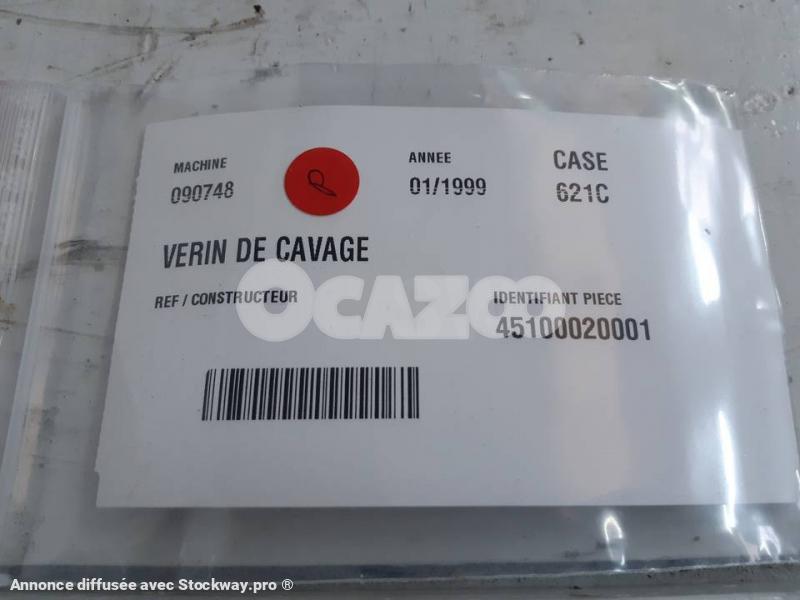 MACHINE
090748
ANNEE
01/1999
CASE
621C
VERIN DE CAVAGE
REF / CONSTRUCTEUR
IDENTIFIANT PIECE
45100020001
OCAZOO
Annonce diffusée avec Stockway.pro ®